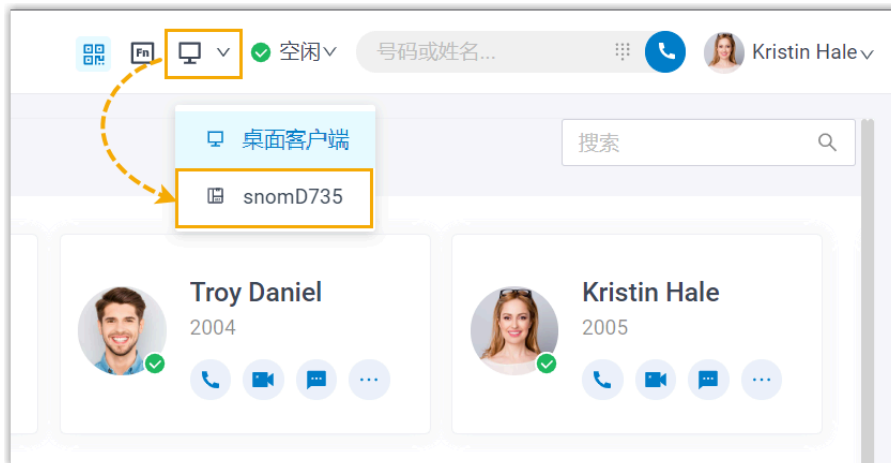 Fn
空闲
号码或姓名...
Kristin Hale
桌面客户端
搜索
snomD735
Troy Daniel
2004
Kristin Hale
2005